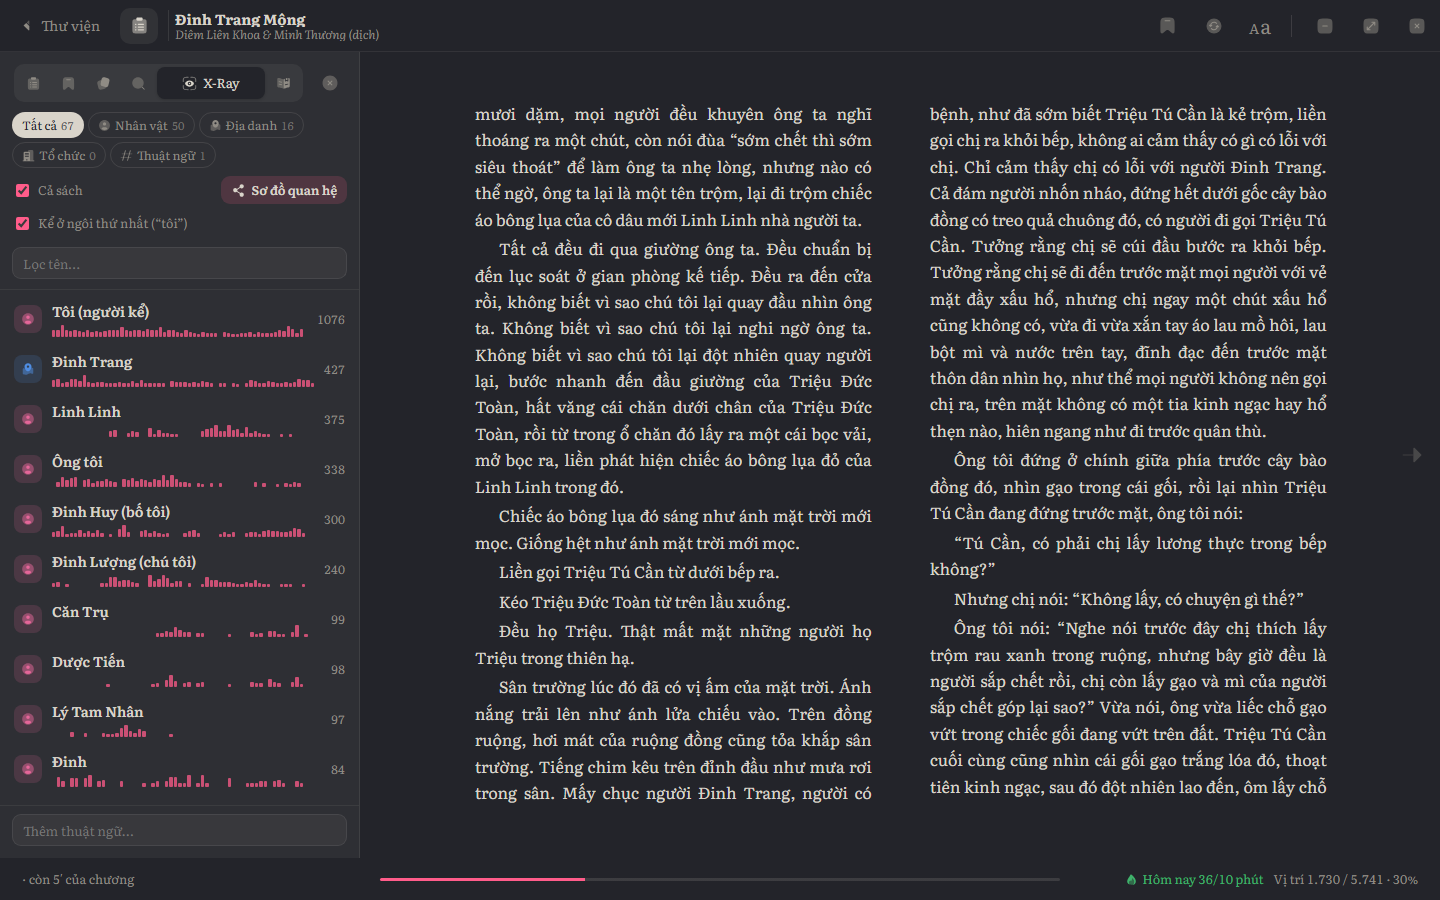 Thư viện
Đinh Trang Mộng
Diêm Liên Khoa & Minh Thương (dịch)
Aa
X-Ray
Tất cả 67
Nhân vật 50
Địa danh 16
Tổ chức 0
Thuật ngữ 1
Cả sách
Sơ đồ quan hệ
Kể ở ngôi thứ nhất (“tôi”)
Lọc tên...
Tôi (người kể)
1076
Đinh Trang
427
Linh Linh
375
Ông tôi
338
Đinh Huy (bố tôi)
300
Đinh Lượng (chú tôi)
240
Căn Trụ
99
Dược Tiến
98
Lý Tam Nhân
97
Đinh
84
Thêm thuật ngữ...
mươi dặm, mọi người đều khuyên ông ta nghĩ
thoáng ra một chút, còn nói đùa “sớm chết thì sớm
siêu thoát” để làm ông ta nhẹ lòng, nhưng nào có
thể ngờ, ông ta lại là một tên trộm, lại đi trộm chiếc
áo bông lụa của cô dâu mới Linh Linh nhà người ta.
Tất cả đều đi qua giường ông ta. Đều chuẩn bị
đến lục soát ở gian phòng kế tiếp. Đều ra đến cửa
rồi, không biết vì sao chú tôi lại quay đầu nhìn ông
ta. Không biết vì sao chú tôi lại nghi ngờ ông ta.
Không biết vì sao chú tôi lại đột nhiên quay người
lại, bước nhanh đến đầu giường của Triệu Đức
Toàn, hất văng cái chăn dưới chân của Triệu Đức
Toàn, rồi từ trong ổ chăn đó lấy ra một cái bọc vải,
mở bọc ra, liền phát hiện chiếc áo bông lụa đỏ của
Linh Linh trong đó.
Chiếc áo bông lụa đó sáng như ánh mặt trời mới
mọc. Giống hệt như ánh mặt trời mới mọc.
Liền gọi Triệu Tú Cần từ dưới bếp ra.
Kéo Triệu Đức Toàn từ trên lầu xuống.
Đều họ Triệu. Thật mất mặt những người họ
Triệu trong thiên hạ.
Sân trường lúc đó đã có vị ấm của mặt trời. Ánh
nắng trải lên như ánh lửa chiếu vào. Trên đồng
ruộng, hơi mát của ruộng đồng cũng tỏa khắp sân
trường. Tiếng chim kêu trên đỉnh đầu như mưa rơi
trong sân. Mấy chục người Đinh Trang, người có
bệnh, như đã sớm biết Triệu Tú Cần là kẻ trộm, liền
gọi chị ra khỏi bếp, không ai cảm thấy có gì có lỗi với
chị. Chỉ cảm thấy chị có lỗi với người Đinh Trang.
Cả đám người nhốn nháo, đứng hết dưới gốc cây bào
đồng có treo quả chuông đó, có người đi gọi Triệu Tú
Cần. Tưởng rằng chị sẽ cúi đầu bước ra khỏi bếp.
Tưởng rằng chị sẽ đi đến trước mặt mọi người với vẻ
mặt đầy xấu hổ, nhưng chị ngay một chút xấu hổ
cũng không có, vừa đi vừa xắn tay áo lau mồ hôi, lau
bột mì và nước trên tay, đĩnh đạc đến trước mặt
thôn dân nhìn họ, như thể mọi người không nên gọi
chị ra, trên mặt không có một tia kinh ngạc hay hổ
thẹn nào, hiên ngang như đi trước quân thù.
Ông tôi đứng ở chính giữa phía trước cây bào
đồng đó, nhìn gạo trong cái gối, rồi lại nhìn Triệu
Tú Cần đang đứng trước mặt, ông tôi nói:
“Tú Cần, có phải chị lấy lương thực trong bếp
không?”
Nhưng chị nói: “Không lấy, có chuyện gì thế?”
Ông tôi nói: “Nghe nói trước đây chị thích lấy
trộm rau xanh trong ruộng, nhưng bây giờ đều là
người sắp chết rồi, chị còn lấy gạo và mì của người
sắp chết góp lại sao?” Vừa nói, ông vừa liếc chỗ gạo
vứt trong chiếc gối đang vứt trên đất. Triệu Tú Cần
cuối cùng cũng nhìn cái gối gạo trắng lóa đó, thoạt
tiên kinh ngạc, sau đó đột nhiên lao đến, ôm lấy chỗ
· còn 5' của chương
Hôm nay 36/10 phút
Vị trí 1.730 / 5.741 · 30%